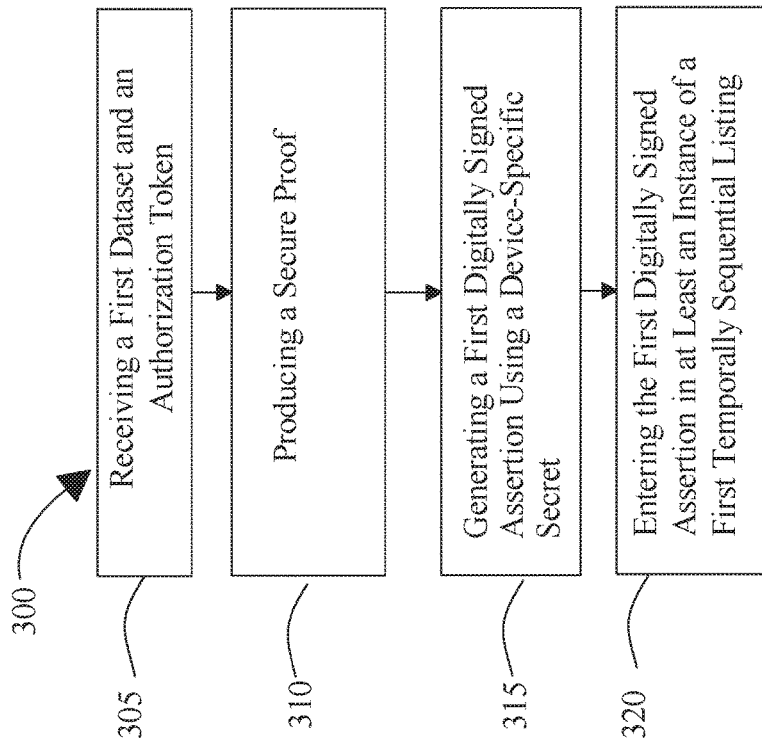 300
305
Receiving a First Dataset and an
Authorization Token
310
Producing a Secure Proof
315
Generating a First Digitally Signed
Assertion Using a Device-Specific
Secret
320
Entering the First Digitally Signed
Assertion in at Least an Instance of a
First Temporally Sequential Listing